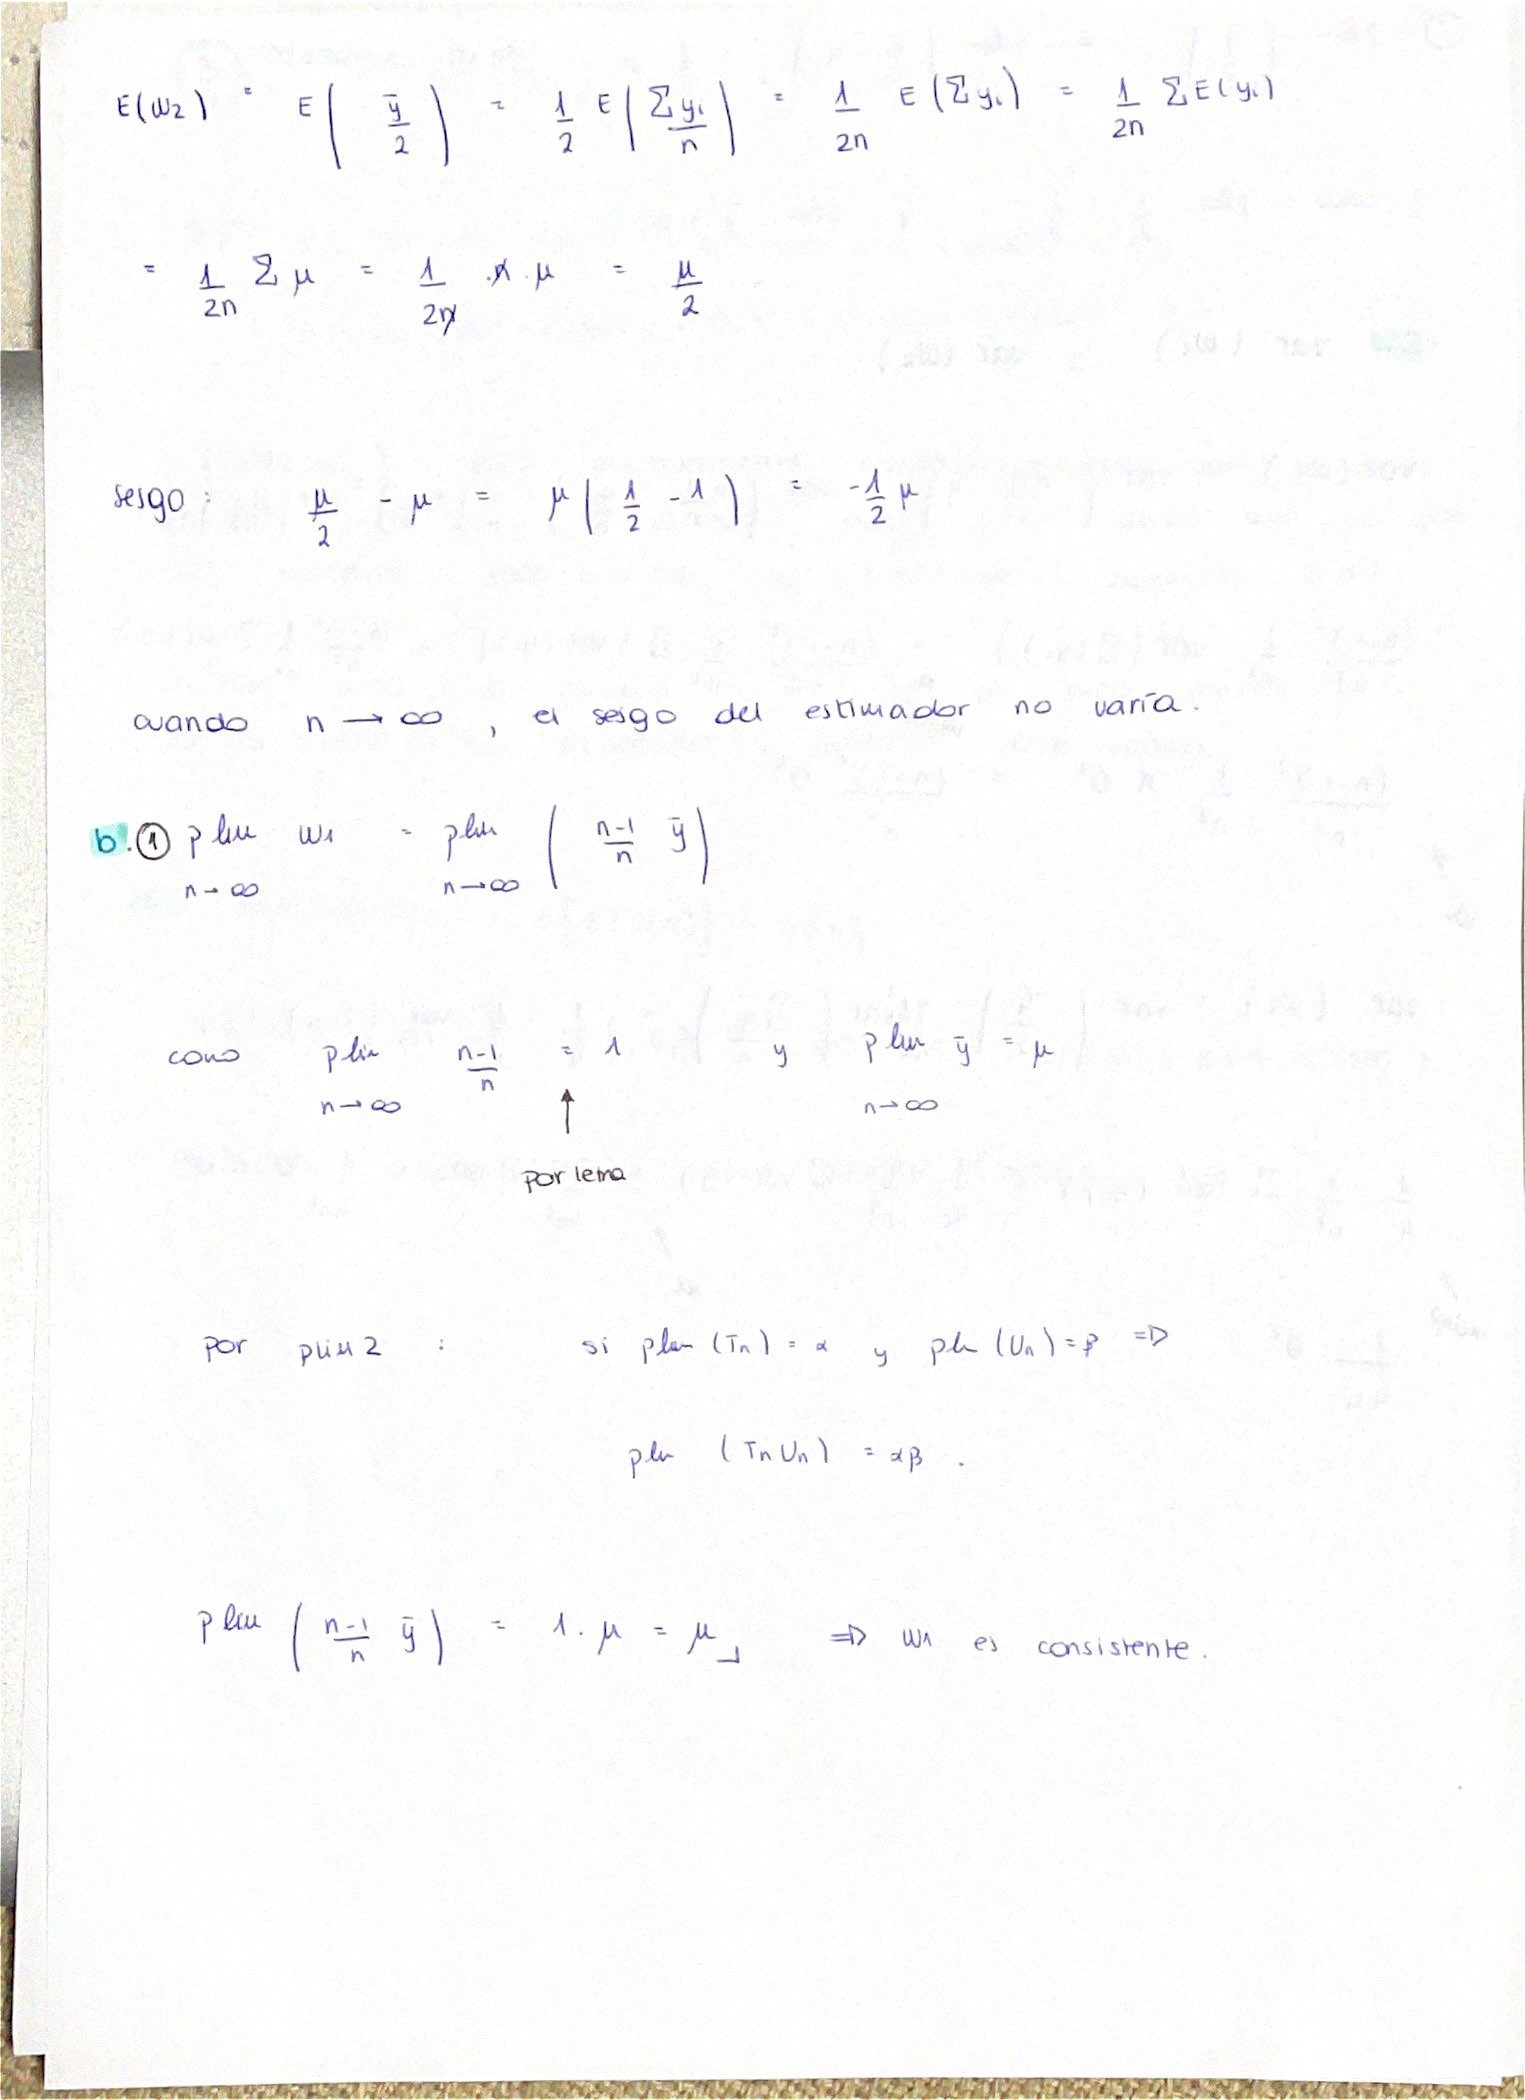 E(W2) = E( ȳ/2 ) = 1/2 E( Σyi/n ) = 1/2n E(Σyi) = 1/2n ΣE(yi)
= 1/2n Σ μ = 1/2n . n . μ = μ/2
sesgo : μ/2 - μ = μ( 1/2 - 1 ) = -1/2 μ
cuando n → ∞ , el sesgo del estimador no varía.
b. ① plim W1 = plim ( n-1/n ȳ )
n → ∞ n → ∞
como plim n-1/n = 1 y plim ȳ = μ
n → ∞ ↑ n → ∞
por lema
por plim 2 : si plim (Tn) = α y plim (Un) = β ⇒
plim (Tn Un) = αβ .
plim ( n-1/n ȳ ) = 1 . μ = μ ⇒ W1 es consistente.